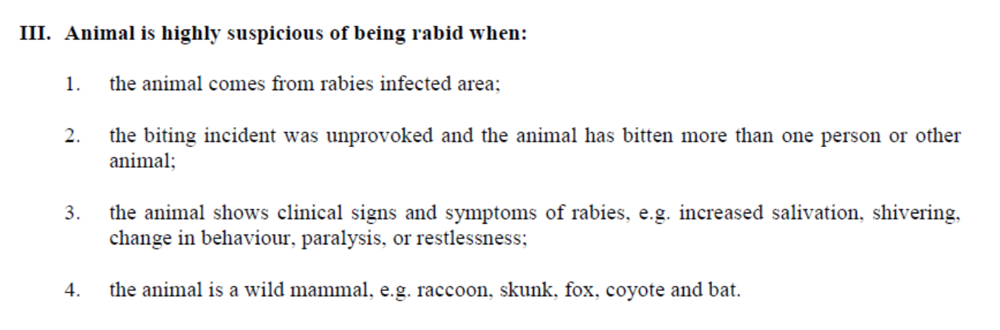 III. Animal is highly suspicious of being rabid when:
1. the animal comes from rabies infected area;
2. the biting incident was unprovoked and the animal has bitten more than one person or other
animal;
3. the animal shows clinical signs and symptoms of rabies, e.g. increased salivation, shivering,
change in behaviour, paralysis, or restlessness;
4. the animal is a wild mammal, e.g. raccoon, skunk, fox, coyote and bat.